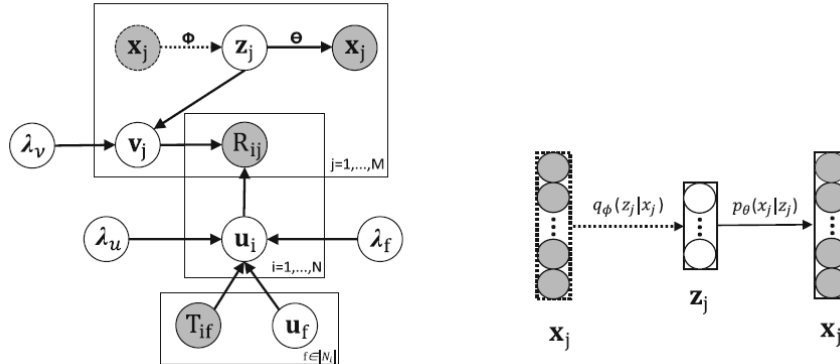 x_j Φ z_j Θ x_j
λ_v v_j R_ij
j=1,...,M
λ_u u_i λ_f
i=1,...,N
T_if u_f
f∈|N_i|
q_ϕ(z_j|x_j) p_θ(x_j|z_j)
x_j z_j x_j